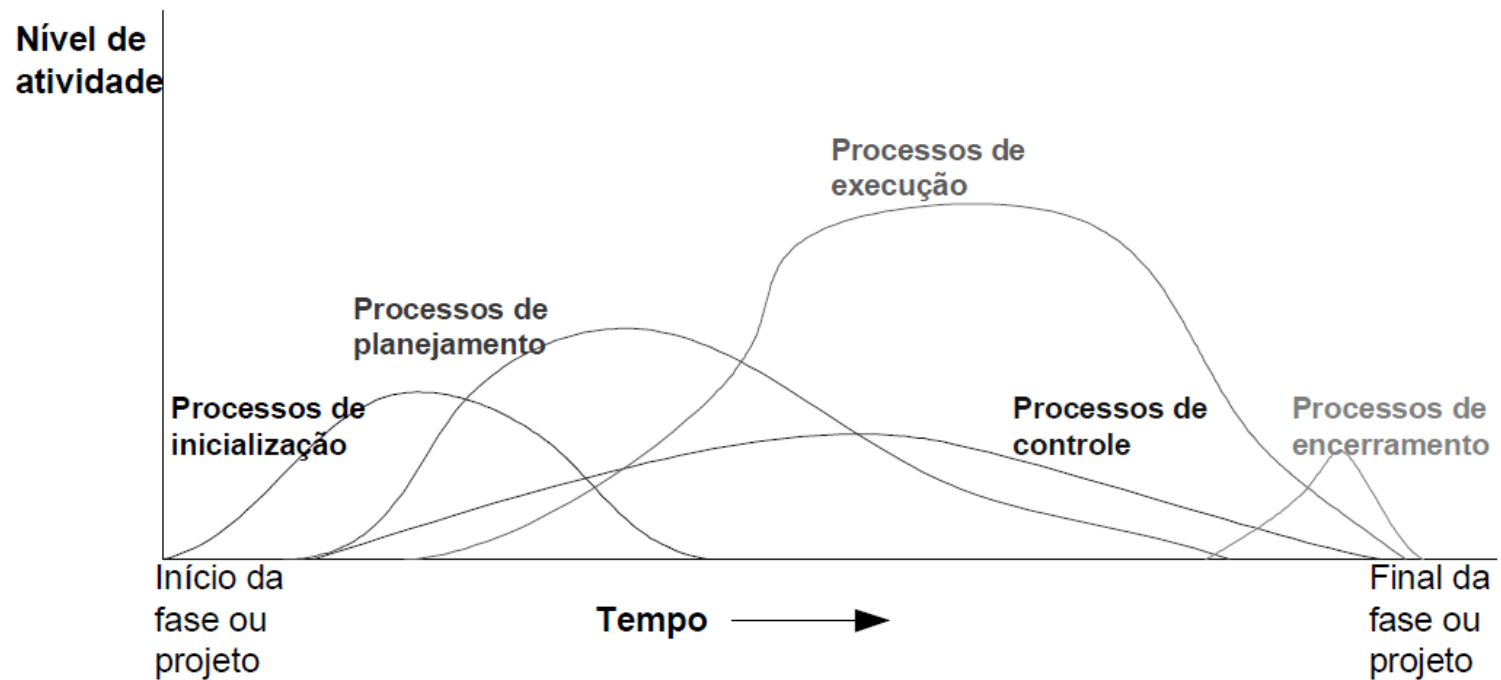 Nível de
atividade
Processos de
execução
Processos de
planejamento
Processos de
inicialização
Processos de
controle
Processos de
encerramento
Início da
fase ou
projeto
Tempo
Final da
fase ou
projeto